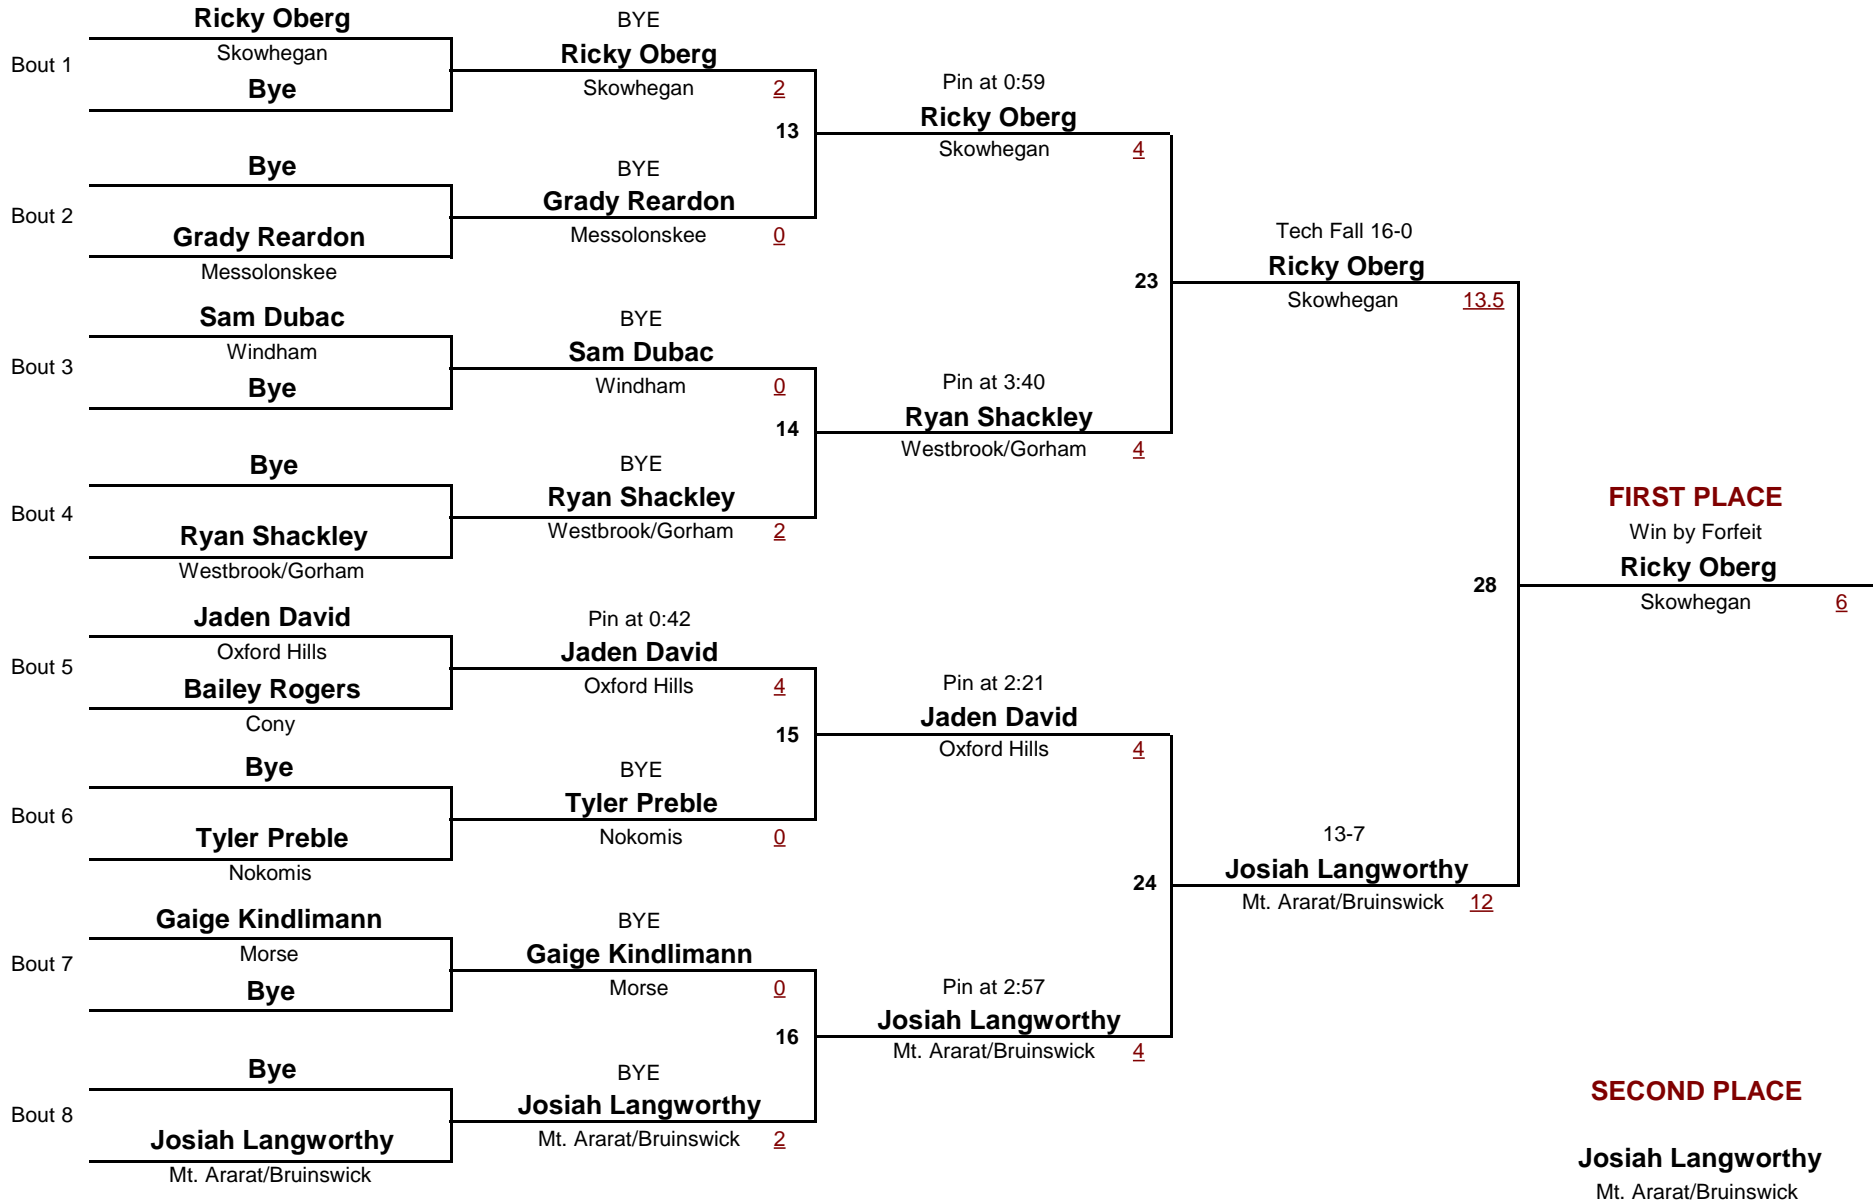 Bout 1
Ricky Oberg
Skowhegan
Bye
Bout 2
Bye
Grady Reardon
Messolonskee
Bout 3
Sam Dubac
Windham
Bye
Bout 4
Bye
Ryan Shackley
Westbrook/Gorham
Bout 5
Jaden David
Oxford Hills
Bailey Rogers
Cony
Bout 6
Bye
Tyler Preble
Nokomis
Bout 7
Gaige Kindlimann
Morse
Bye
Bout 8
Bye
Josiah Langworthy
Mt. Ararat/Bruinswick
BYE
Ricky Oberg
Skowhegan 2
13
BYE
Grady Reardon
Messolonskee 0
BYE
Sam Dubac
Windham 0
14
BYE
Ryan Shackley
Westbrook/Gorham 2
Pin at 0:42
Jaden David
Oxford Hills 4
15
BYE
Tyler Preble
Nokomis 0
BYE
Gaige Kindlimann
Morse 0
16
BYE
Josiah Langworthy
Mt. Ararat/Bruinswick 2
Pin at 0:59
Ricky Oberg
Skowhegan 4
23
Pin at 3:40
Ryan Shackley
Westbrook/Gorham 4
Pin at 2:21
Jaden David
Oxford Hills 4
24
Pin at 2:57
Josiah Langworthy
Mt. Ararat/Bruinswick 4
Tech Fall 16-0
Ricky Oberg
Skowhegan 13.5
28
13-7
Josiah Langworthy
Mt. Ararat/Bruinswick 12
FIRST PLACE
Win by Forfeit
Ricky Oberg
Skowhegan 6
SECOND PLACE
Josiah Langworthy
Mt. Ararat/Bruinswick